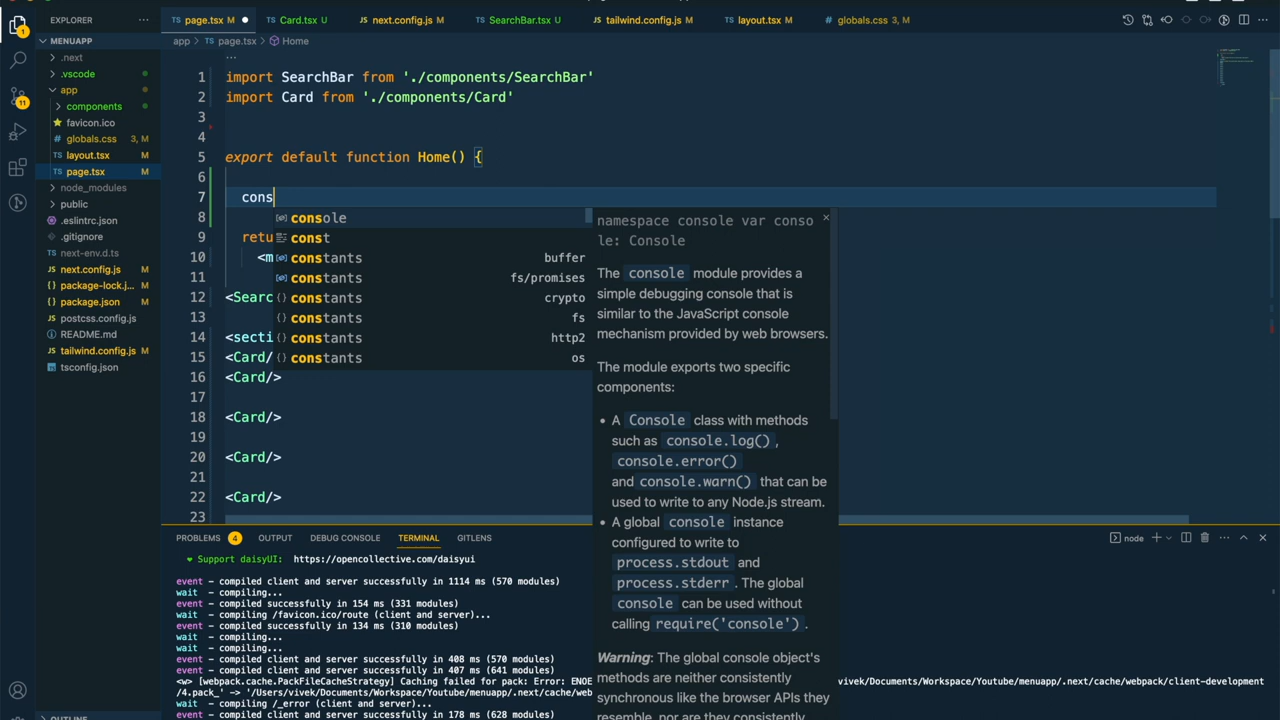 EXPLORER
MENUAPP
.next
.vscode
app
components
favicon.ico
globals.css 3, M
layout.tsx M
page.tsx M
node_modules
public
.eslintrc.json
.gitignore
next-env.d.ts
next.config.js M
package-lock.j... M
package.json M
postcss.config.js
README.md
tailwind.config.js M
tsconfig.json
OUTLINE
1
11
TS page.tsx M
TS Card.tsx U
JS next.config.js M
TS SearchBar.tsx U
JS tailwind.config.js M
TS layout.tsx M
# globals.css 3, M
app > TS page.tsx > Home
1 import SearchBar from './components/SearchBar'
2 import Card from './components/Card'
3
4
5 export default function Home() {
6
7 cons
8
9 retu
10 <m
11
12 <Searc
13
14 <secti
15 <Card/
16 <Card/>
17
18 <Card/>
19
20 <Card/>
21
22 <Card/>
23
console
const
constants buffer
constants fs/promises
constants crypto
constants fs
constants http2
constants os
namespace console var conso
le: Console
The console module provides a
simple debugging console that is
similar to the JavaScript console
mechanism provided by web browsers.
The module exports two specific
components:
• A Console class with methods
such as console.log() ,
console.error()
and console.warn() that can be
used to write to any Node.js stream.
• A global console instance
configured to write to
process.stdout and
process.stderr . The global
console can be used without
calling require('console') .
Warning: The global console object's
methods are neither consistently
synchronous like the browser APIs they
resemble, nor are they consistently
PROBLEMS 4 OUTPUT DEBUG CONSOLE TERMINAL GITLENS
node
❤ Support daisyUI: https://opencollective.com/daisyui
event - compiled client and server successfully in 1114 ms (570 modules)
wait - compiling...
event - compiled successfully in 154 ms (331 modules)
wait - compiling /favicon.ico/route (client and server)...
event - compiled successfully in 134 ms (310 modules)
wait - compiling...
wait - compiling...
event - compiled client and server successfully in 408 ms (570 modules)
event - compiled client and server successfully in 407 ms (641 modules)
<w> [webpack.cache.PackFileCacheStrategy] Caching failed for pack: Error: ENOE vivek/Documents/Workspace/Youtube/menuapp/.next/cache/webpack/client-development
/4.pack_' -> '/Users/vivek/Documents/Workspace/Youtube/menuapp/.next/cache/web
wait - compiling /_error (client and server)...
event - compiled client and server successfully in 178 ms (628 modules)